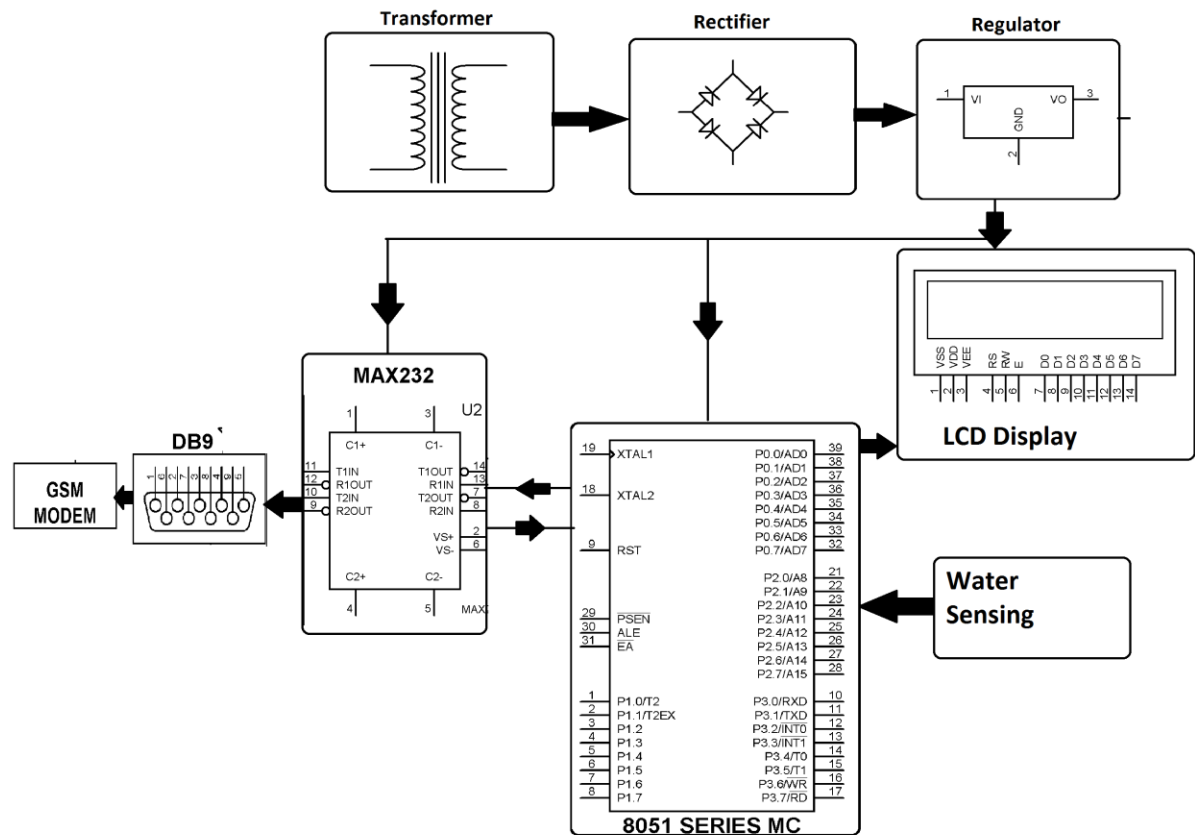 Transformer
Rectifier
Regulator
1
VI
VO
3
GND
2
VSS
VDD
VEE
RS
RW
E
D0
D1
D2
D3
D4
D5
D6
D7
1
2
3
4
5
6
7
8
9
10
11
12
13
14
LCD Display
MAX232
U2
1
3
C1+
C1-
11 T1IN
T1OUT 14
12 R1OUT
R1IN 13
10 T2IN
T2OUT 7
9 R2OUT
R2IN 8
VS+ 2
VS- 6
C2+
C2-
4
5
DB9
1
6
2
7
3
8
4
9
5
GSM
MODEM
19 XTAL1
P0.0/AD0 39
P0.1/AD1 38
P0.2/AD2 37
18 XTAL2
P0.3/AD3 36
P0.4/AD4 35
P0.5/AD5 34
P0.6/AD6 33
9 RST
P0.7/AD7 32
P2.0/A8 21
P2.1/A9 22
P2.2/A10 23
29 PSEN
P2.3/A11 24
30 ALE
P2.4/A12 25
31 EA
P2.5/A13 26
P2.6/A14 27
P2.7/A15 28
1 P1.0/T2
P3.0/RXD 10
2 P1.1/T2EX
P3.1/TXD 11
3 P1.2
P3.2/INT0 12
4 P1.3
P3.3/INT1 13
5 P1.4
P3.4/T0 14
6 P1.5
P3.5/T1 15
7 P1.6
P3.6/WR 16
8 P1.7
P3.7/RD 17
8051 SERIES MC
Water
Sensing